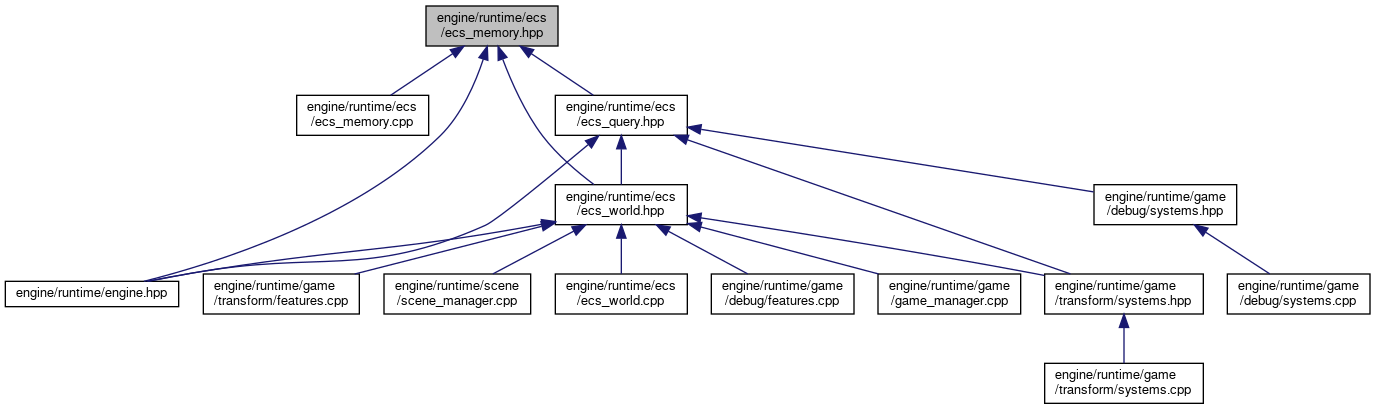 engine/runtime/ecs
/ecs_memory.hpp
engine/runtime/ecs
/ecs_memory.cpp
engine/runtime/ecs
/ecs_query.hpp
engine/runtime/ecs
/ecs_world.hpp
engine/runtime/game
/debug/systems.hpp
engine/runtime/engine.hpp
engine/runtime/game
/transform/features.cpp
engine/runtime/scene
/scene_manager.cpp
engine/runtime/ecs
/ecs_world.cpp
engine/runtime/game
/debug/features.cpp
engine/runtime/game
/game_manager.cpp
engine/runtime/game
/transform/systems.hpp
engine/runtime/game
/debug/systems.cpp
engine/runtime/game
/transform/systems.cpp